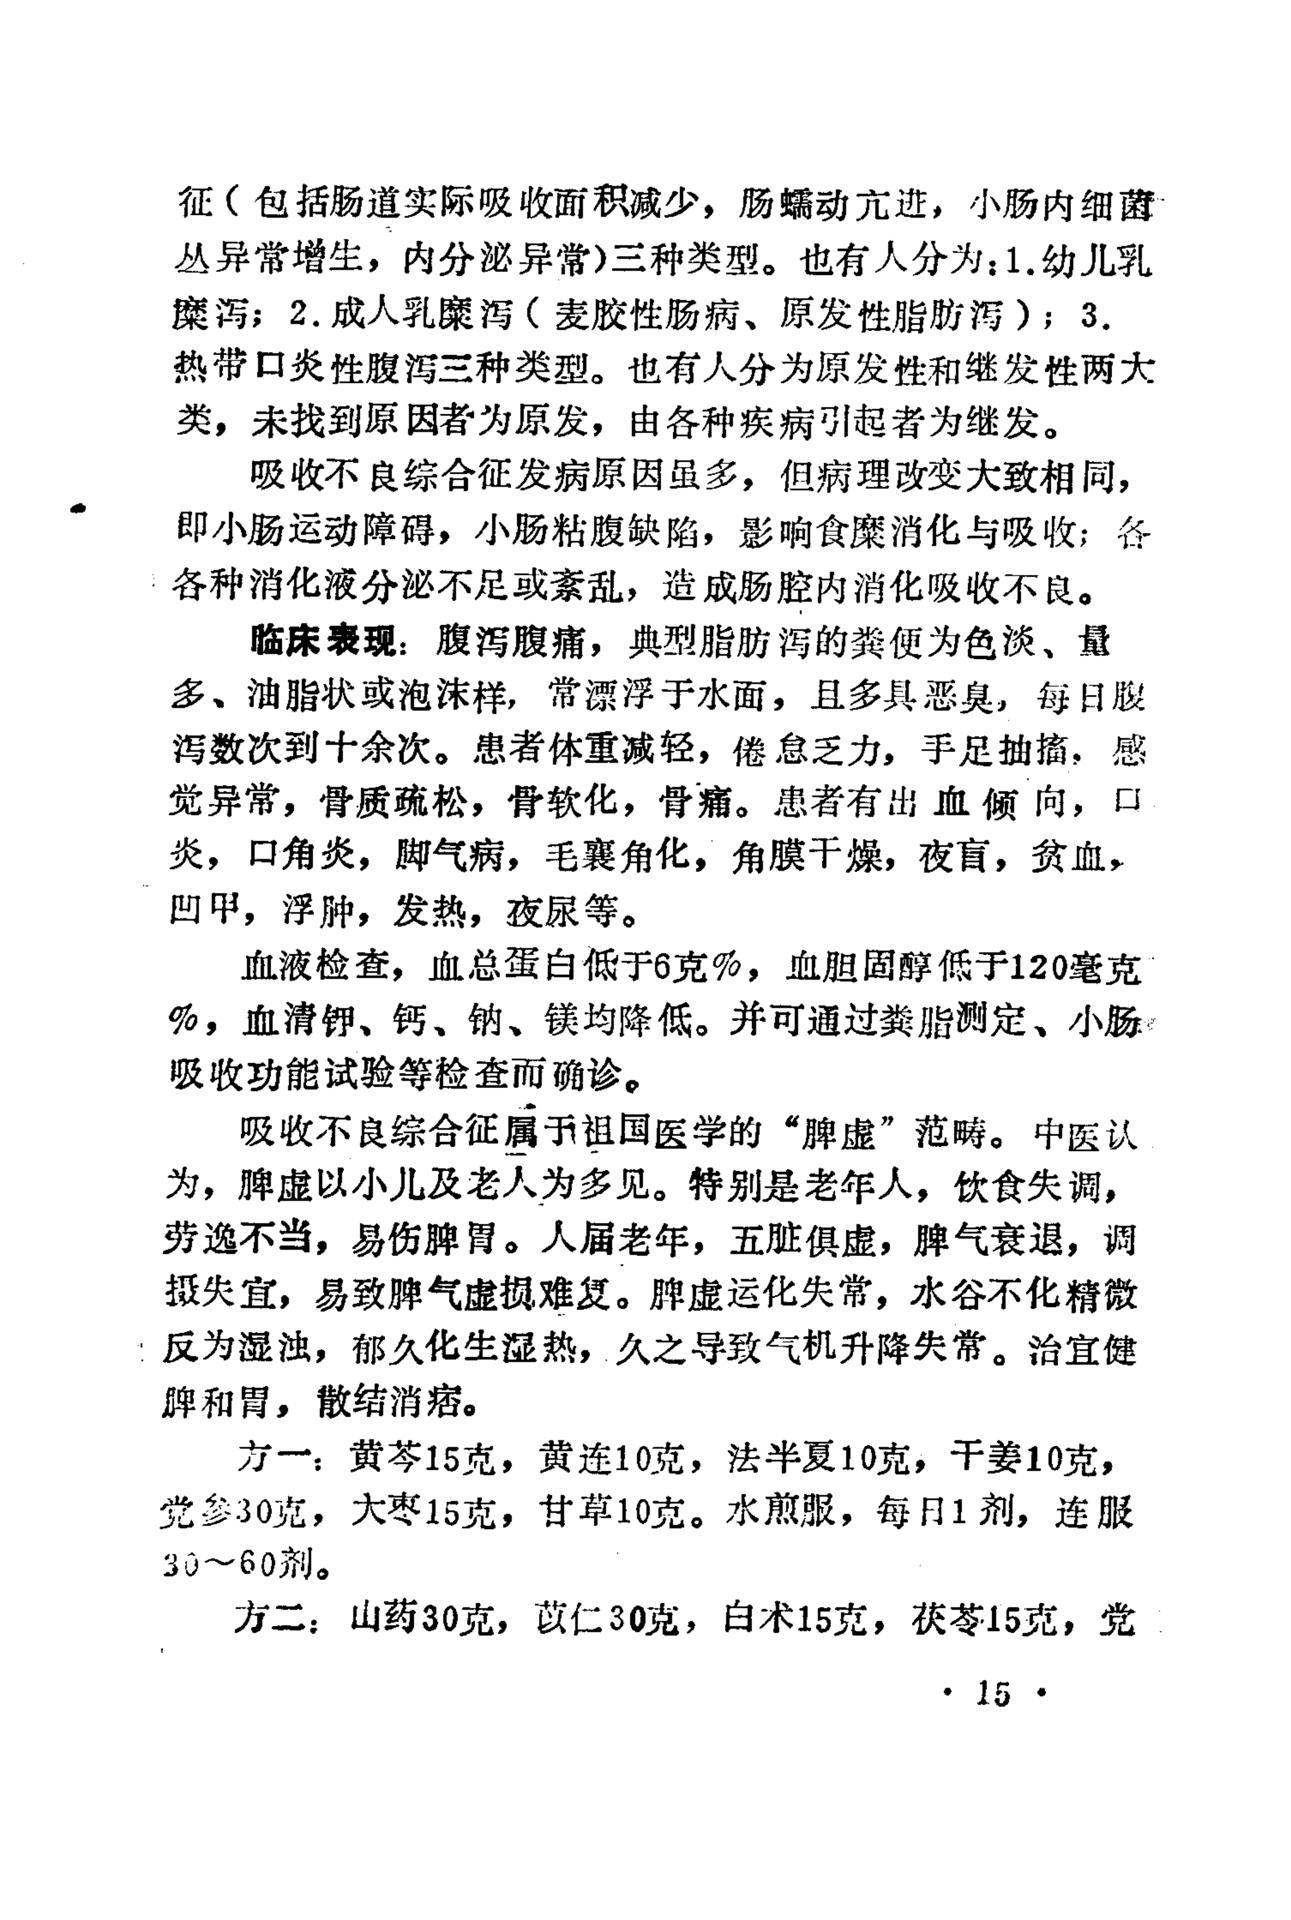 征（包括肠道实际吸收面积减少，肠蠕动亢进，小肠内细菌
丛异常增生，内分泌异常)三种类型。也有人分为:1.幼儿乳
糜泻；2.成人乳糜泻（麦胶性肠病、原发性脂肪泻）；3.
热带口炎性腹泻三种类型。也有人分为原发性和继发性两大
类，未找到原因者为原发，由各种疾病引起者为继发。
吸收不良综合征发病原因虽多，但病理改变大致相同，
即小肠运动障碍，小肠粘腹缺陷，影响食糜消化与吸收；各
各种消化液分泌不足或紊乱，造成肠腔内消化吸收不良。
临床表现：腹泻腹痛，典型脂肪泻的粪便为色淡、量
多、油脂状或泡沫样，常漂浮于水面，且多具恶臭，每日腹
泻数次到十余次。患者体重减轻，倦怠乏力，手足抽搐，感
觉异常，骨质疏松，骨软化，骨痛。患者有出血倾向，口
炎，口角炎，脚气病，毛襄角化，角膜干燥，夜盲，贫血，
凹甲，浮肿，发热，夜尿等。
血液检查，血总蛋白低于6克%，血胆固醇低于120毫克
%，血清钾、钙、钠、镁均降低。并可通过粪脂测定、小肠
吸收功能试验等检查而确诊。
吸收不良综合征属于祖国医学的“脾虚”范畴。中医认
为，脾虚以小儿及老人为多见。特别是老年人，饮食失调，
劳逸不当，易伤脾胃。人届老年，五脏俱虚，脾气衰退，调
摄失宜，易致脾气虚损难复。脾虚运化失常，水谷不化精微
反为湿浊，郁久化生湿热，久之导致气机升降失常。治宜健
脾和胃，散结消痞。
方一：黄芩15克，黄连10克，法半夏10克，干姜10克，
党参30克，大枣15克，甘草10克。水煎服，每日1剂，连服
30～60剂。
方二：山药30克，苡仁30克，白术15克，茯苓15克，党
·15·